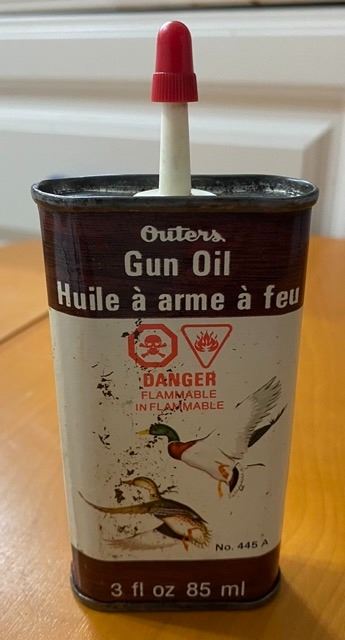 Outers
Gun Oil
Huile à arme à feu
DANGER
FLAMMABLE
INFLAMMABLE
No. 445 A
3 fl oz 85 ml